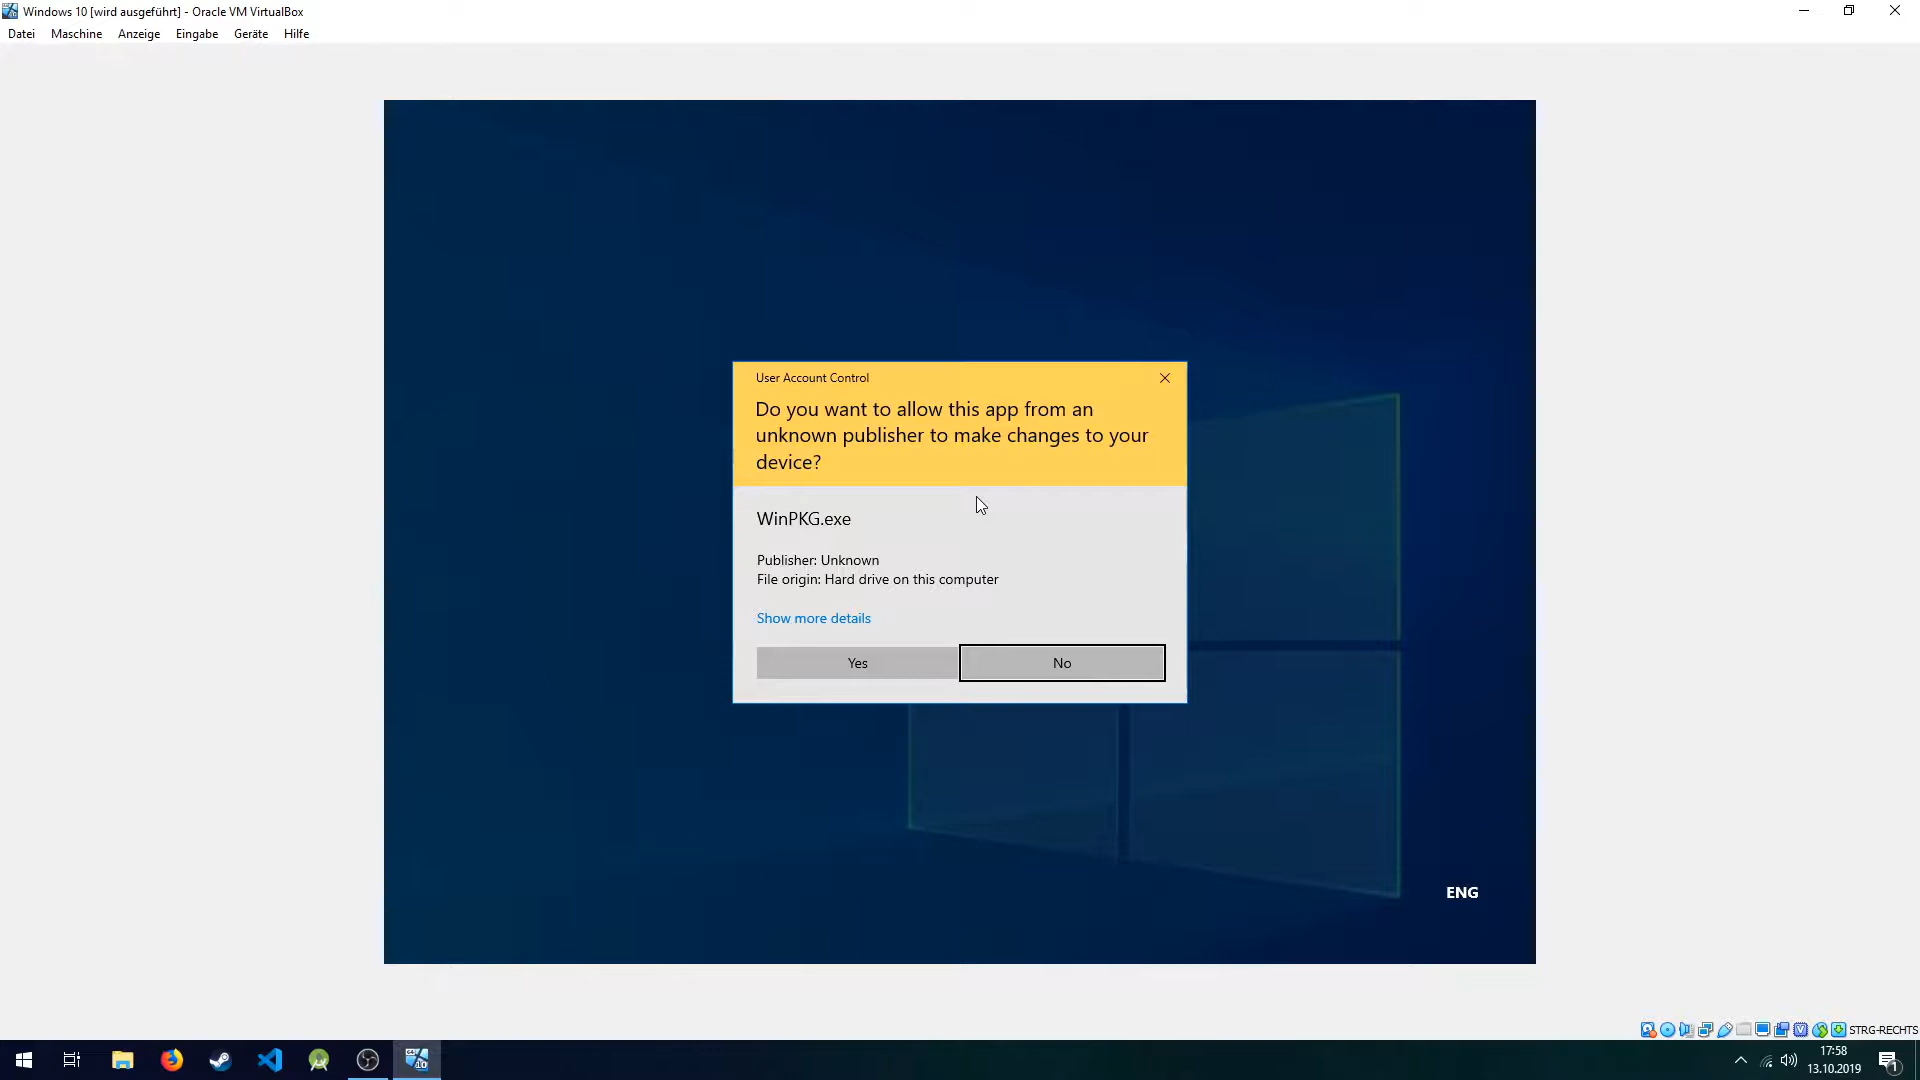 Windows 10 [wird ausgeführt] - Oracle VM VirtualBox
Datei Maschine Anzeige Eingabe Geräte Hilfe
User Account Control
Do you want to allow this app from an
unknown publisher to make changes to your
device?
WinPKG.exe
Publisher: Unknown
File origin: Hard drive on this computer
Show more details
Yes No
ENG
STRG-RECHTS
17:58
13.10.2019
1